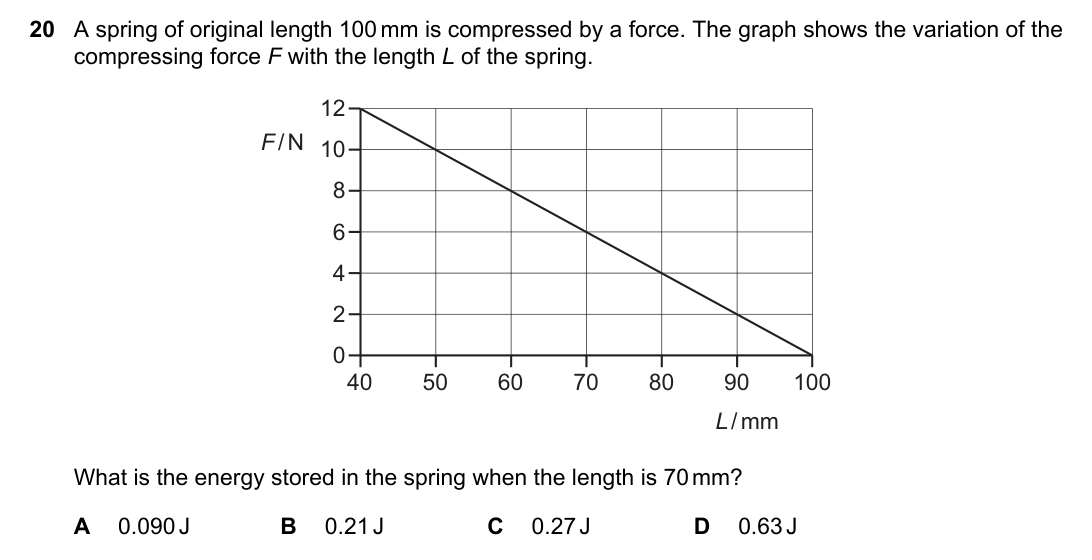 20 A spring of original length 100 mm is compressed by a force. The graph shows the variation of the
compressing force F with the length L of the spring.
12
F/N 10
8
6
4
2
0
40 50 60 70 80 90 100
L/mm
What is the energy stored in the spring when the length is 70 mm?
A 0.090 J B 0.21 J C 0.27 J D 0.63 J